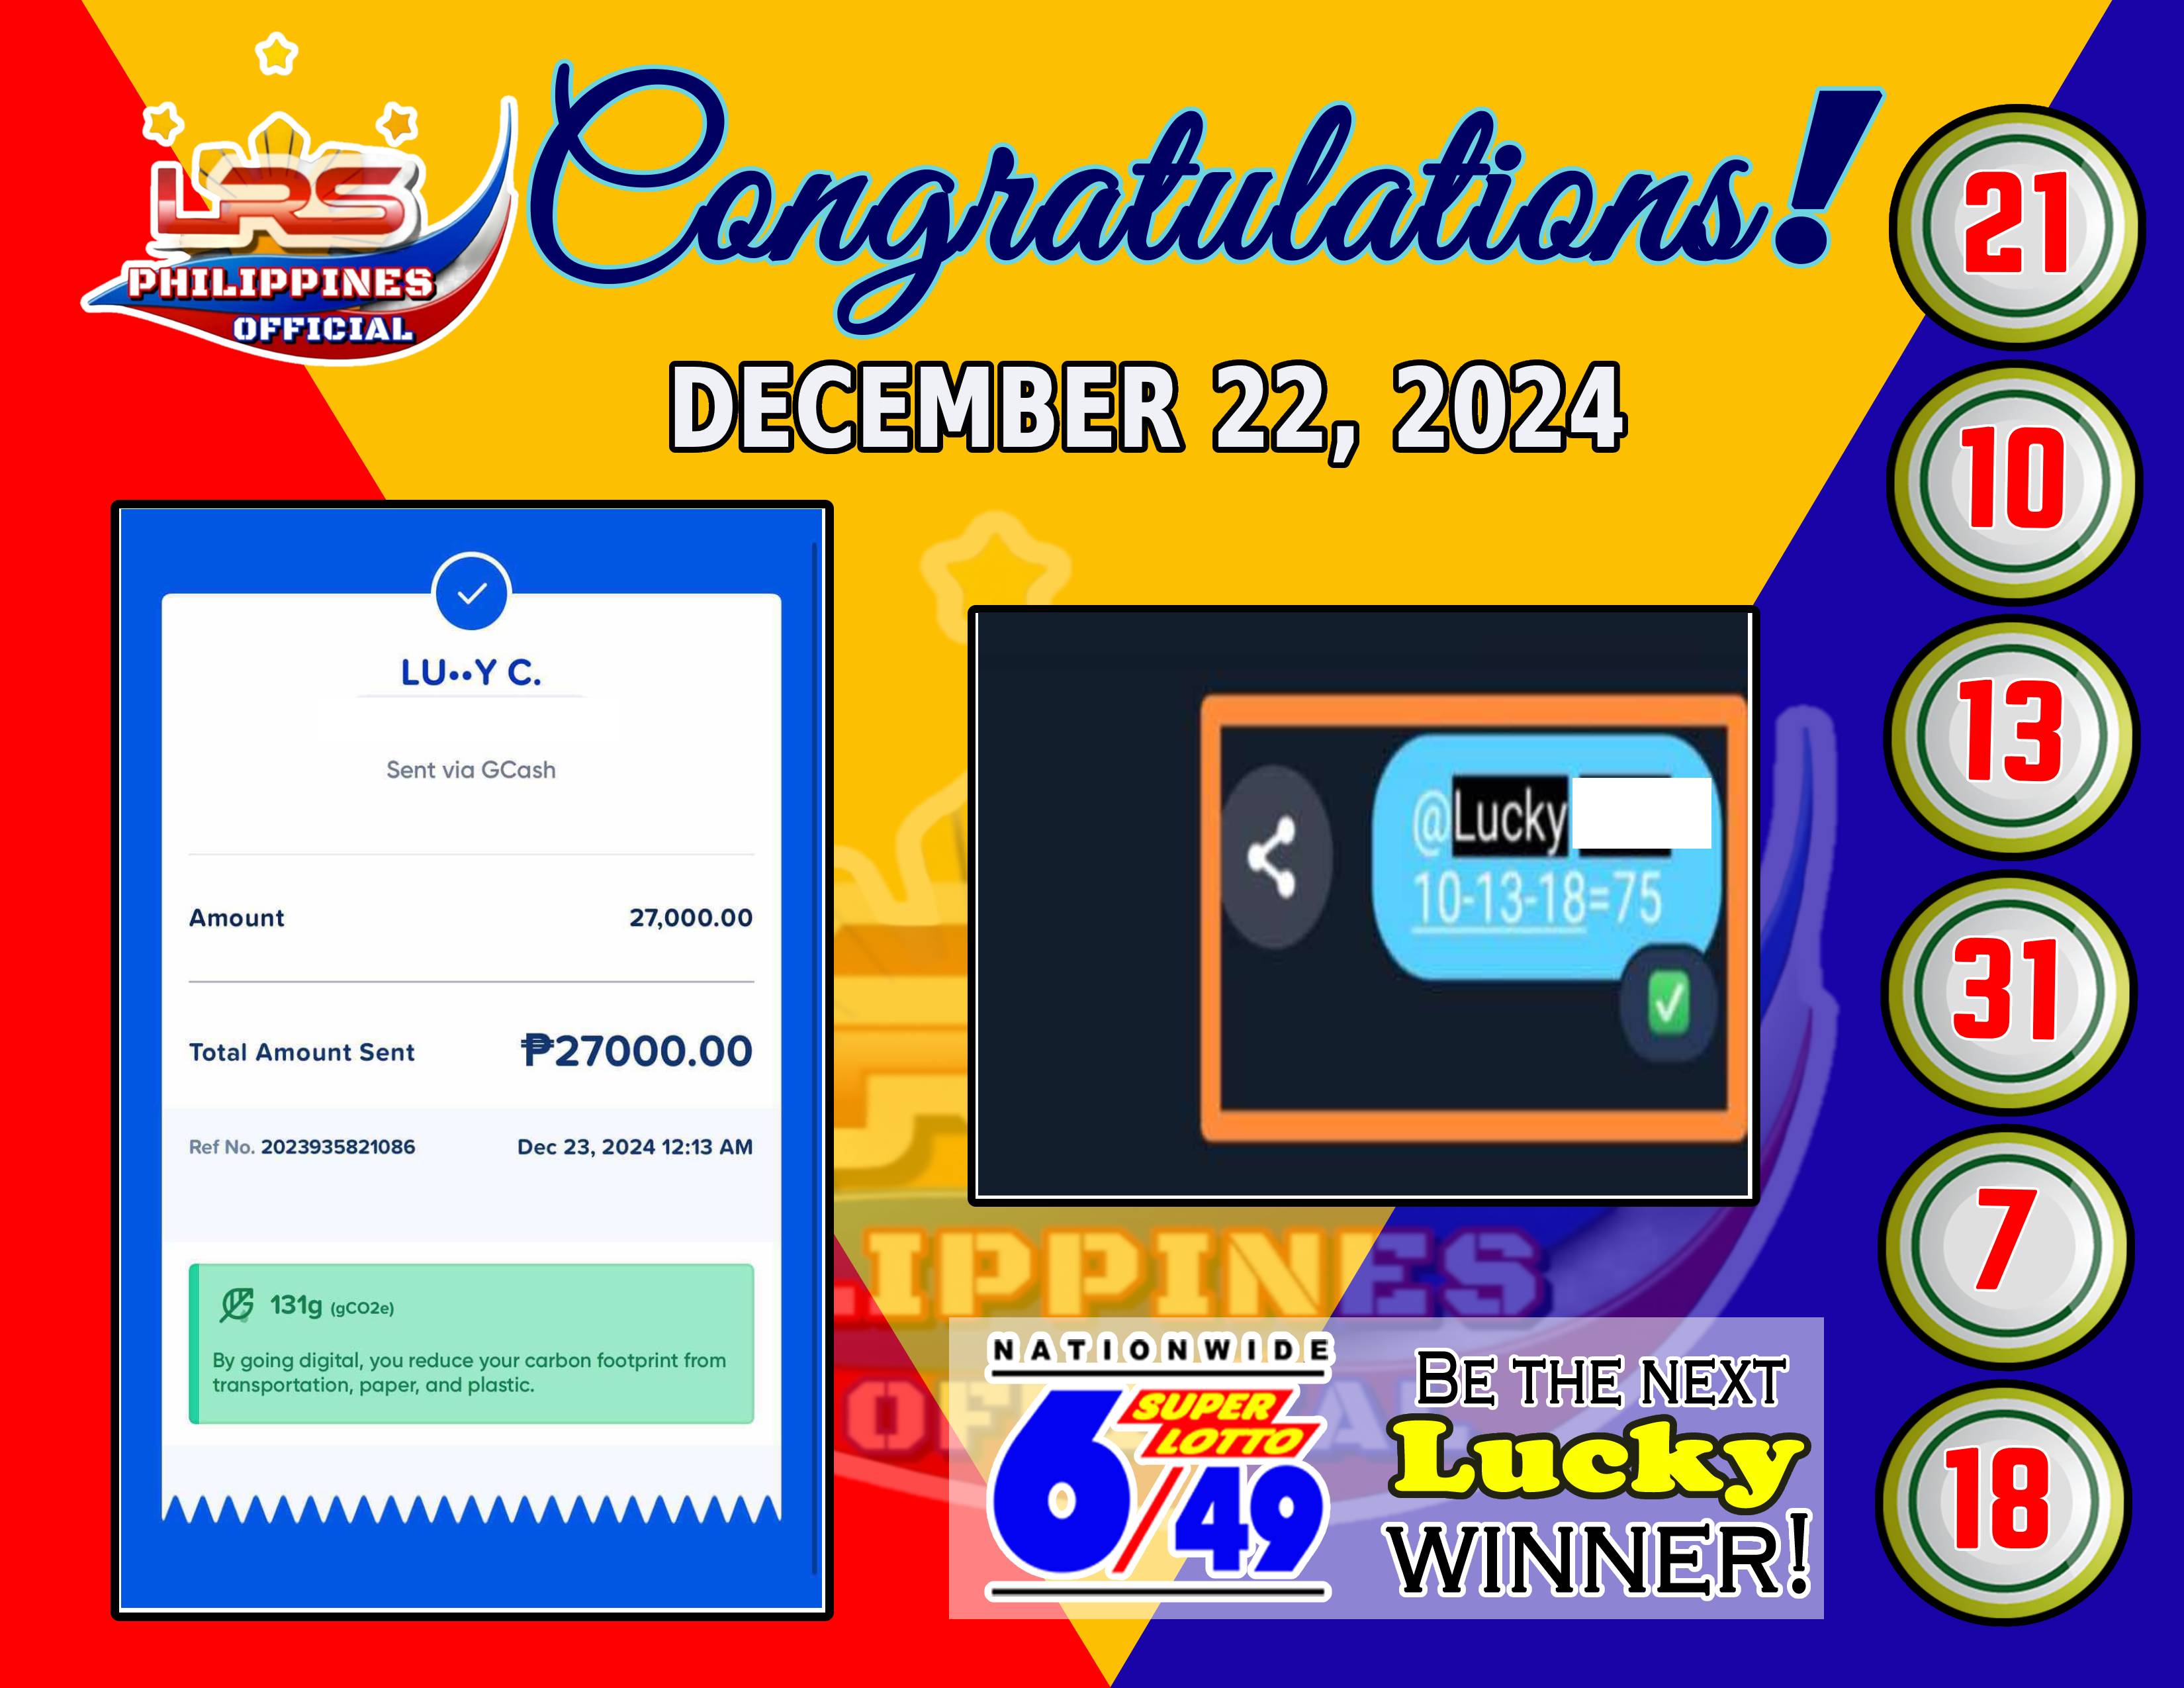 LRS
PHILIPPINES
OFFICIAL
Congratulations!
DECEMBER 22, 2024
LU••Y C.
Sent via GCash
Amount 27,000.00
Total Amount Sent ₱27000.00
Ref No. 2023935821086 Dec 23, 2024 12:13 AM
131g (gCO2e)
By going digital, you reduce your carbon footprint from
transportation, paper, and plastic.
@Lucky
10-13-18=75
IPPINES
NATIONWIDE
SUPER
LOTTO
6/49
BE THE NEXT
Lucky
WINNER!
21
10
13
31
7
18